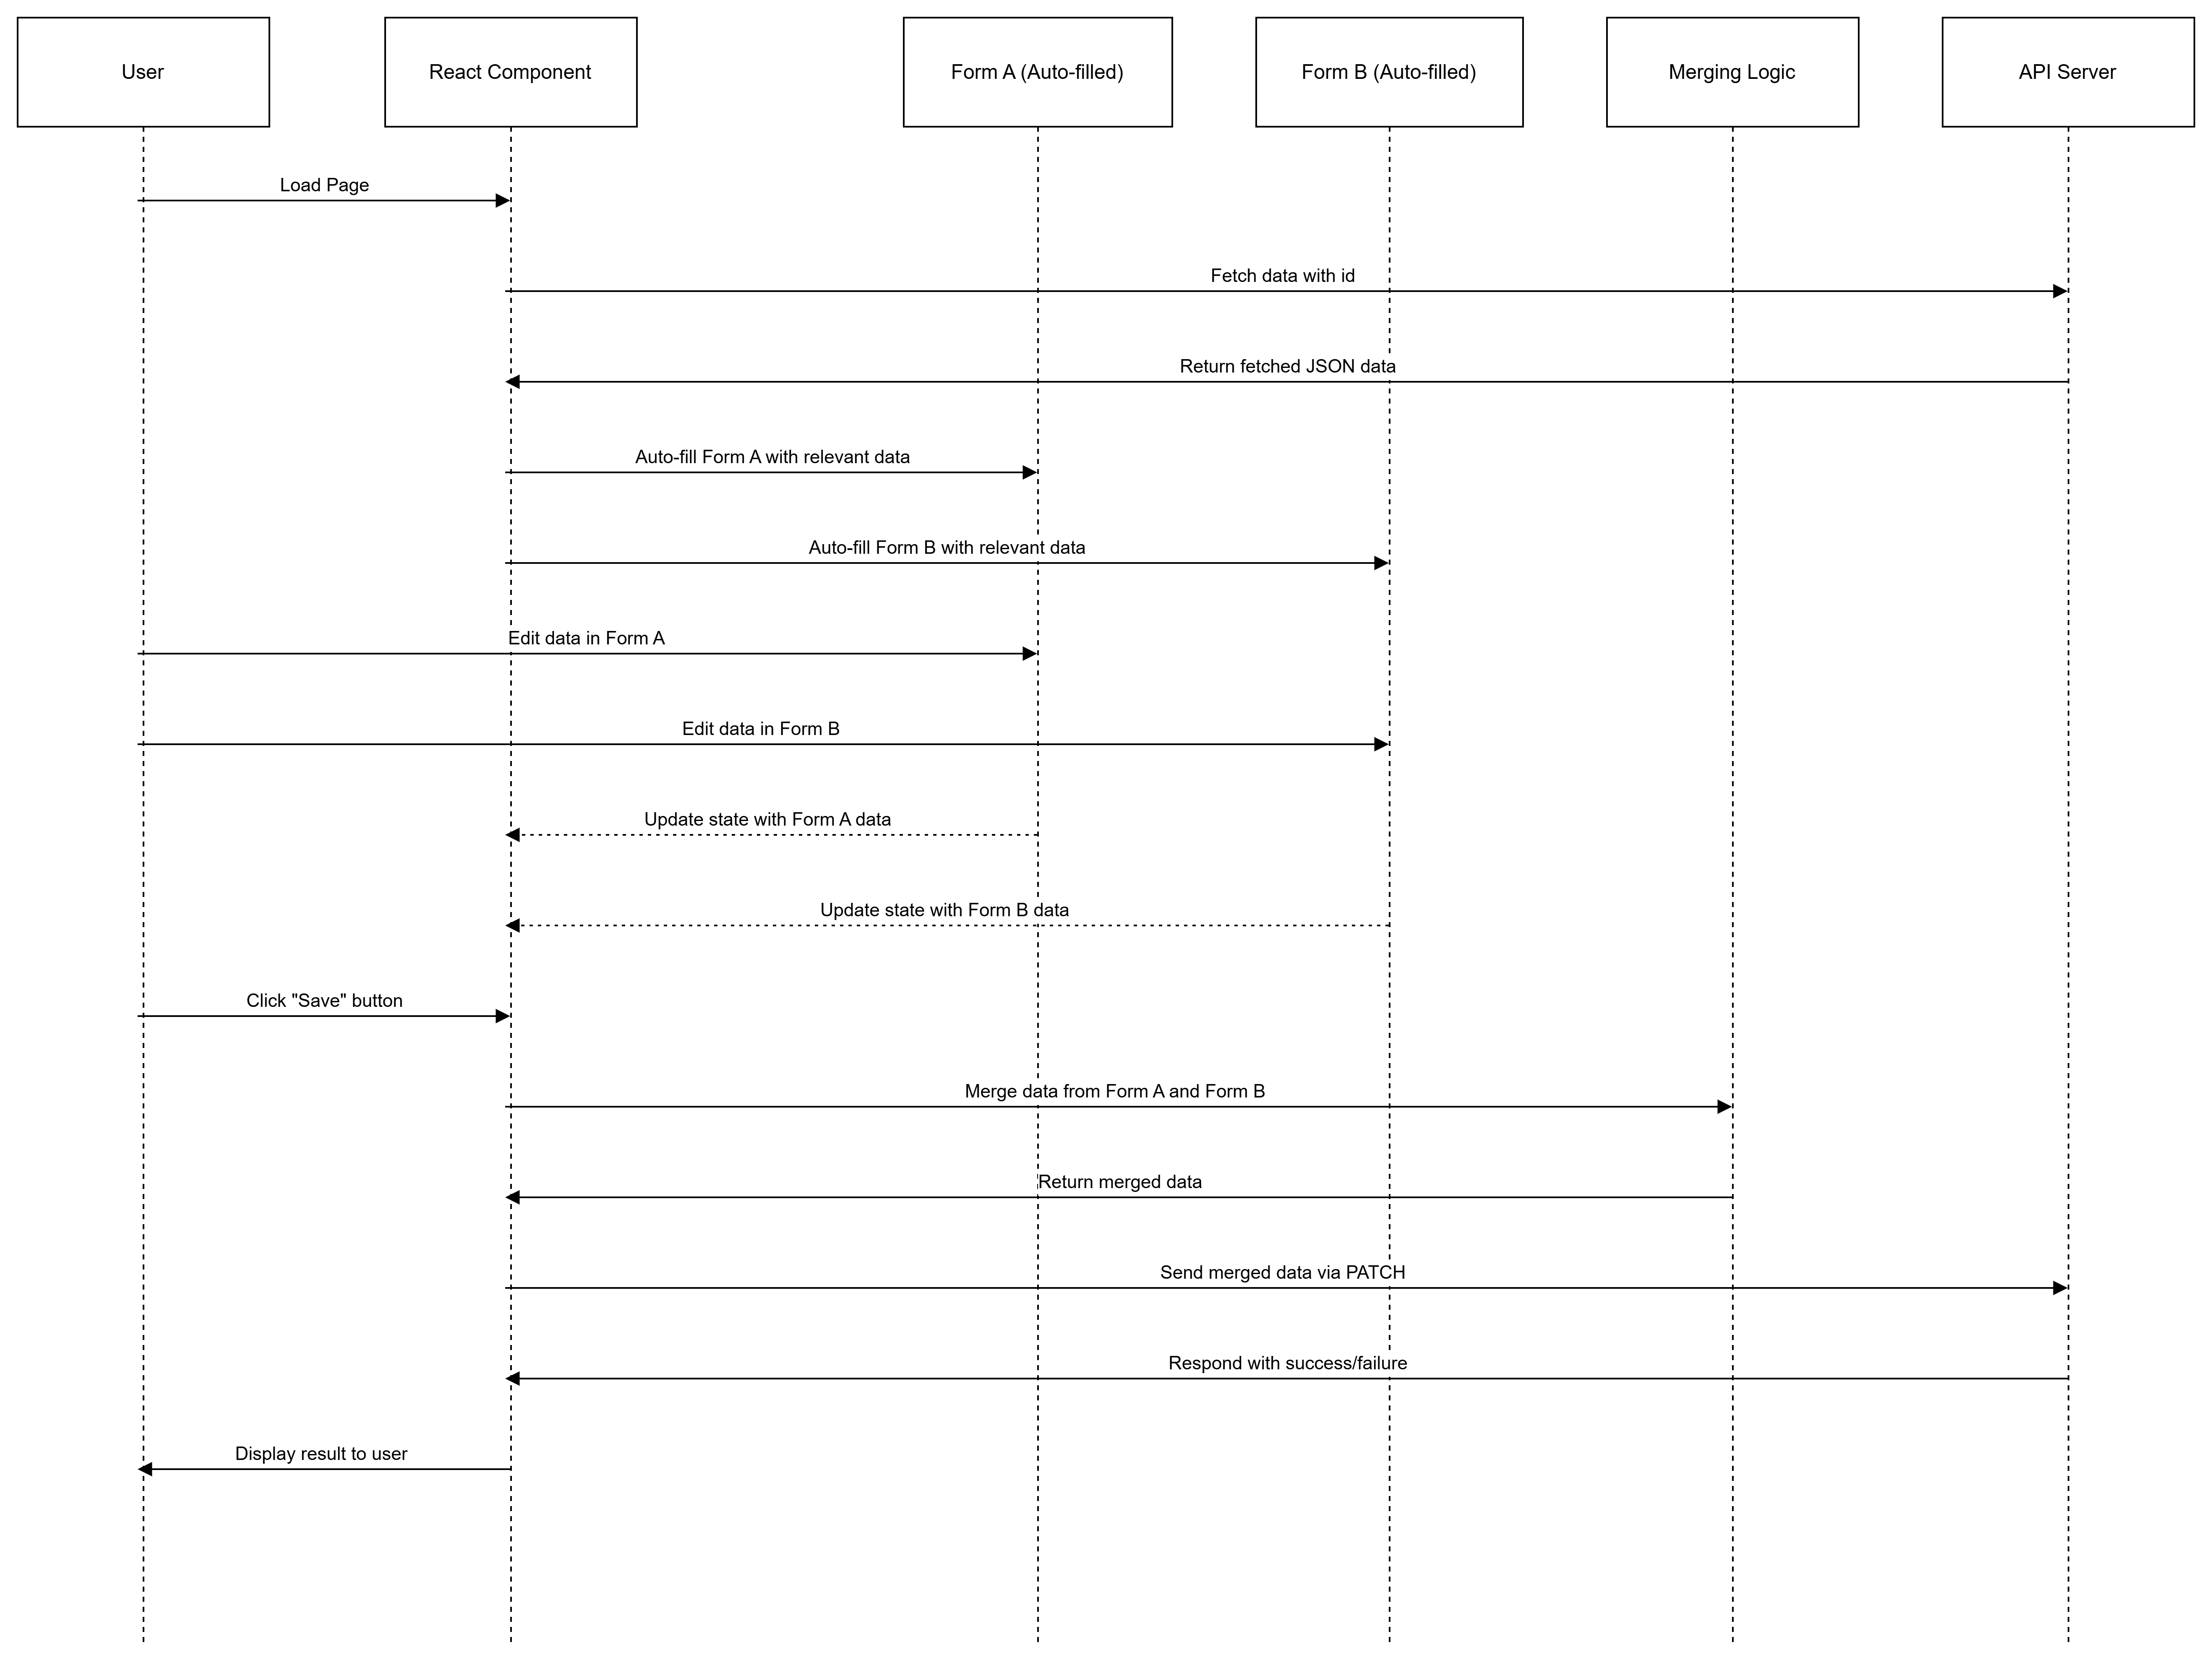 User
React Component
Form A (Auto-filled)
Form B (Auto-filled)
Merging Logic
API Server
Load Page
Fetch data with id
Return fetched JSON data
Auto-fill Form A with relevant data
Auto-fill Form B with relevant data
Edit data in Form A
Edit data in Form B
Update state with Form A data
Update state with Form B data
Click "Save" button
Merge data from Form A and Form B
Return merged data
Send merged data via PATCH
Respond with success/failure
Display result to user